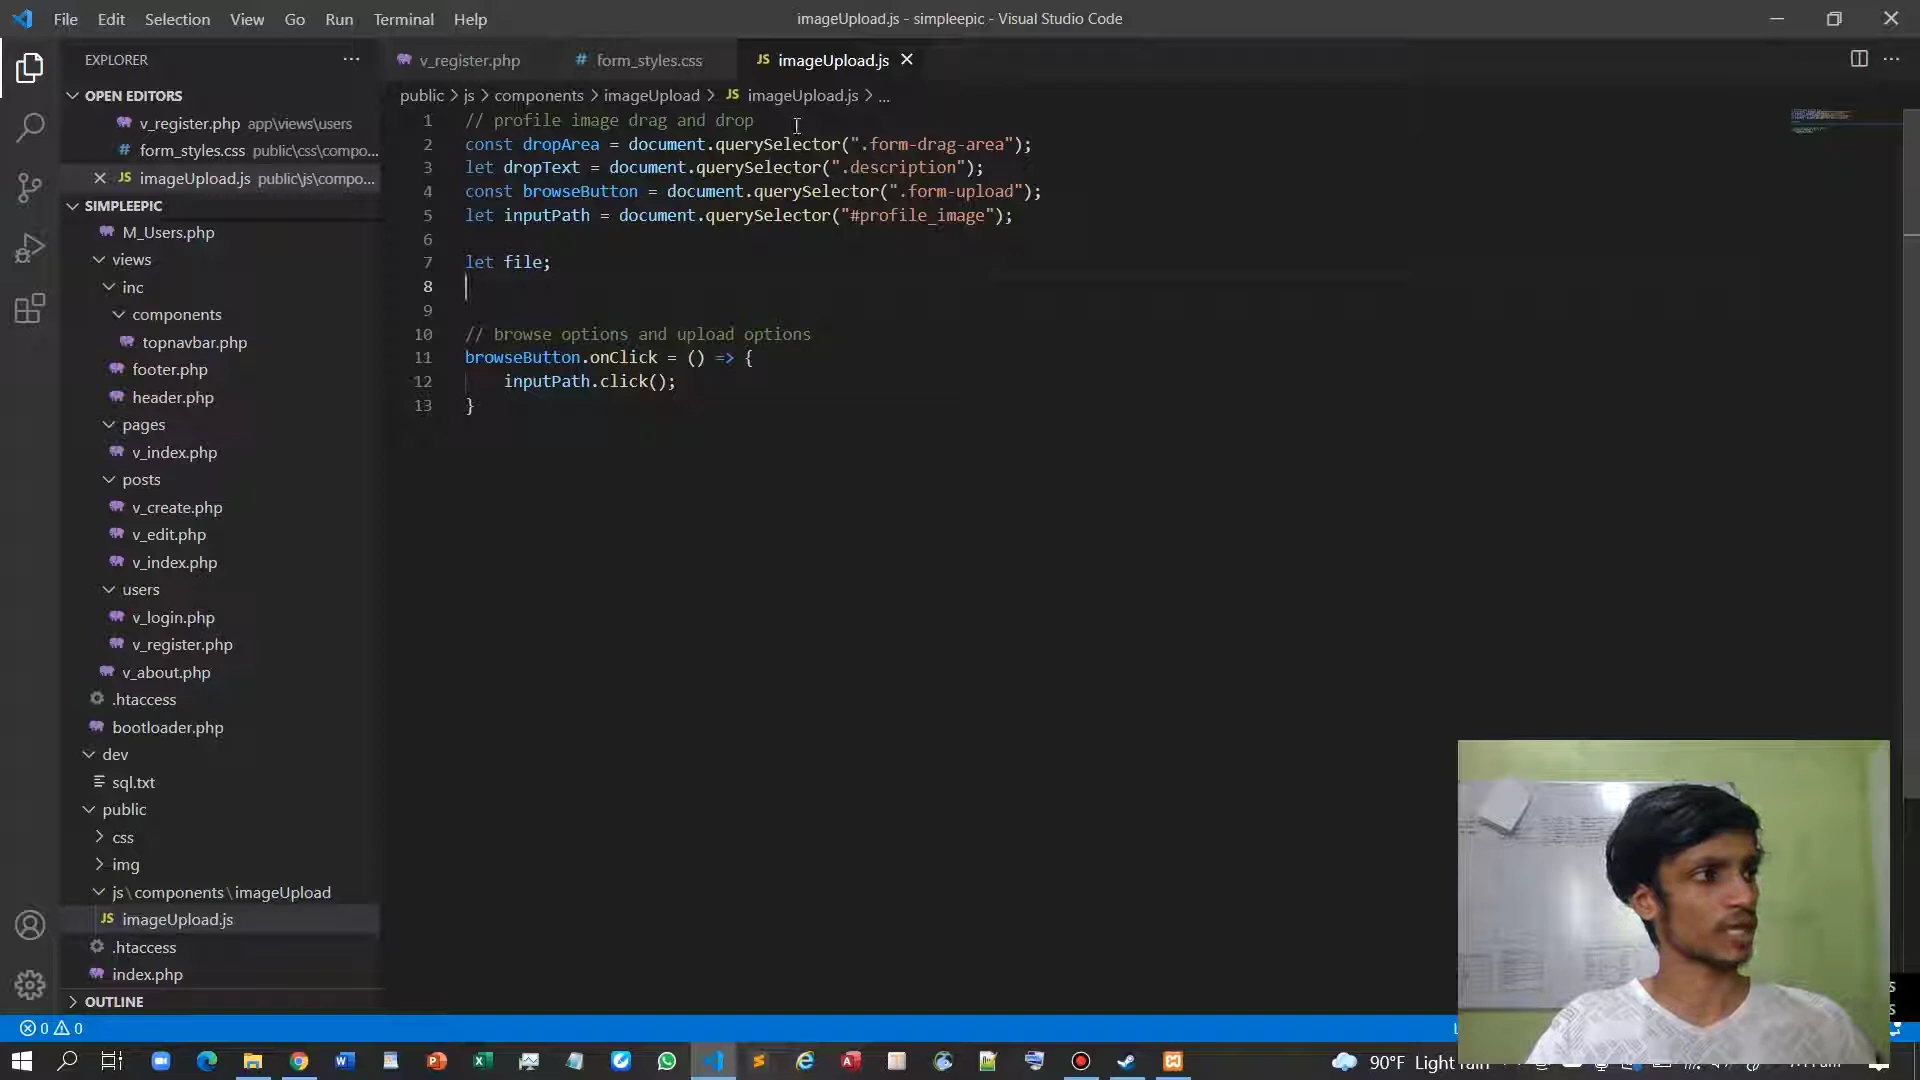 File Edit Selection View Go Run Terminal Help
imageUpload.js - simpleepic - Visual Studio Code
EXPLORER
OPEN EDITORS
v_register.php app\views\users
form_styles.css public\css\compo...
imageUpload.js public\js\compo...
SIMPLEEPIC
M_Users.php
views
inc
components
topnavbar.php
footer.php
header.php
pages
v_index.php
posts
v_create.php
v_edit.php
v_index.php
users
v_login.php
v_register.php
v_about.php
.htaccess
bootloader.php
dev
sql.txt
public
css
img
js\components\imageUpload
JS imageUpload.js
.htaccess
index.php
OUTLINE
v_register.php
# form_styles.css
JS imageUpload.js
public > js > components > imageUpload > JS imageUpload.js > ...
1 // profile image drag and drop
2 const dropArea = document.querySelector(".form-drag-area");
3 let dropText = document.querySelector(".description");
4 const browseButton = document.querySelector(".form-upload");
5 let inputPath = document.querySelector("#profile_image");
6
7 let file;
8
9
10 // browse options and upload options
11 browseButton.onClick = () => {
12 inputPath.click();
13 }
0 0
90°F Light rain